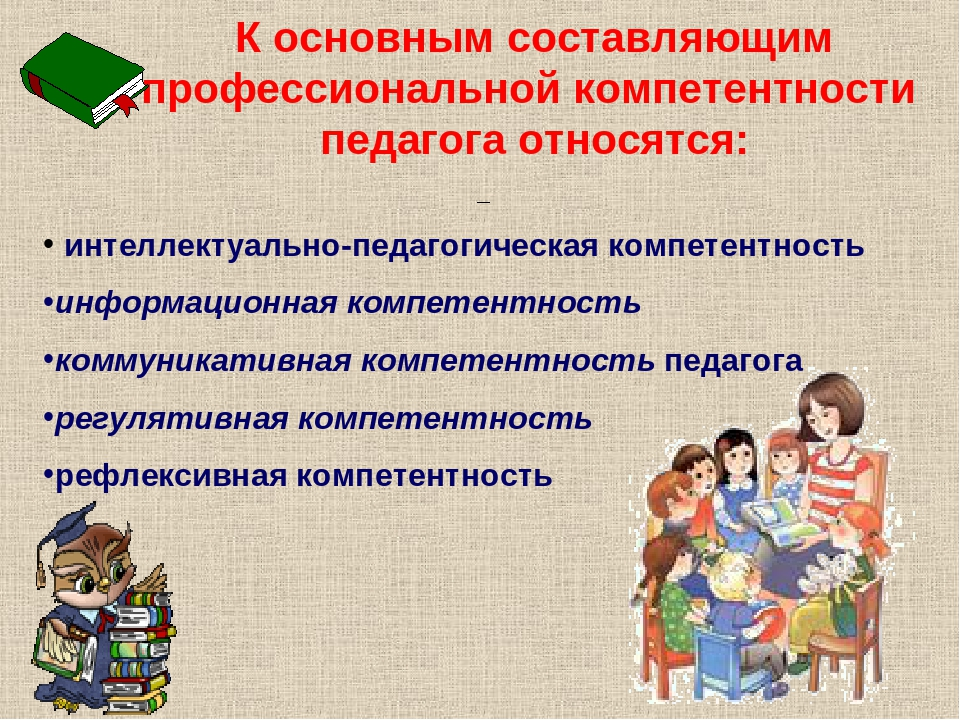 К основным составляющим
профессиональной компетентности
педагога относятся:
• интеллектуально-педагогическая компетентность
•информационная компетентность
•коммуникативная компетентность педагога
•регулятивная компетентность
•рефлексивная компетентность